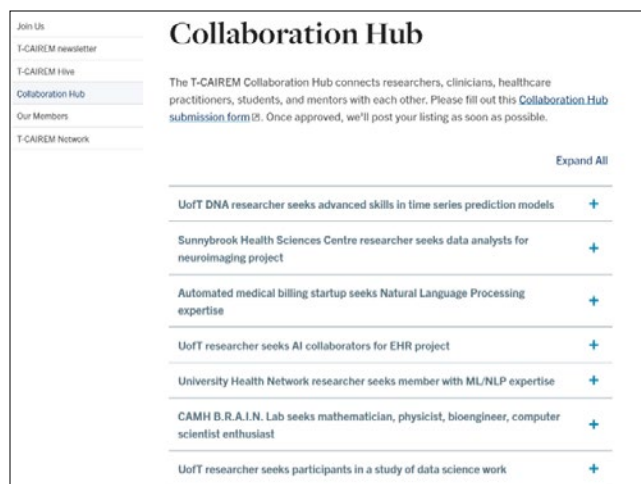 Join Us
T-CAIREM newsletter
T-CAIREM Hive
Collaboration Hub
Our Members
T-CAIREM Network
Collaboration Hub
The T-CAIREM Collaboration Hub connects researchers, clinicians, healthcare
practitioners, students, and mentors with each other. Please fill out this Collaboration Hub
submission form. Once approved, we'll post your listing as soon as possible.
Expand All
UofT DNA researcher seeks advanced skills in time series prediction models +
Sunnybrook Health Sciences Centre researcher seeks data analysts for
neuroimaging project +
Automated medical billing startup seeks Natural Language Processing
expertise +
UofT researcher seeks AI collaborators for EHR project +
University Health Network researcher seeks member with ML/NLP expertise +
CAMH B.R.A.I.N. Lab seeks mathematician, physicist, bioengineer, computer
scientist enthusiast +
UofT researcher seeks participants in a study of data science work +